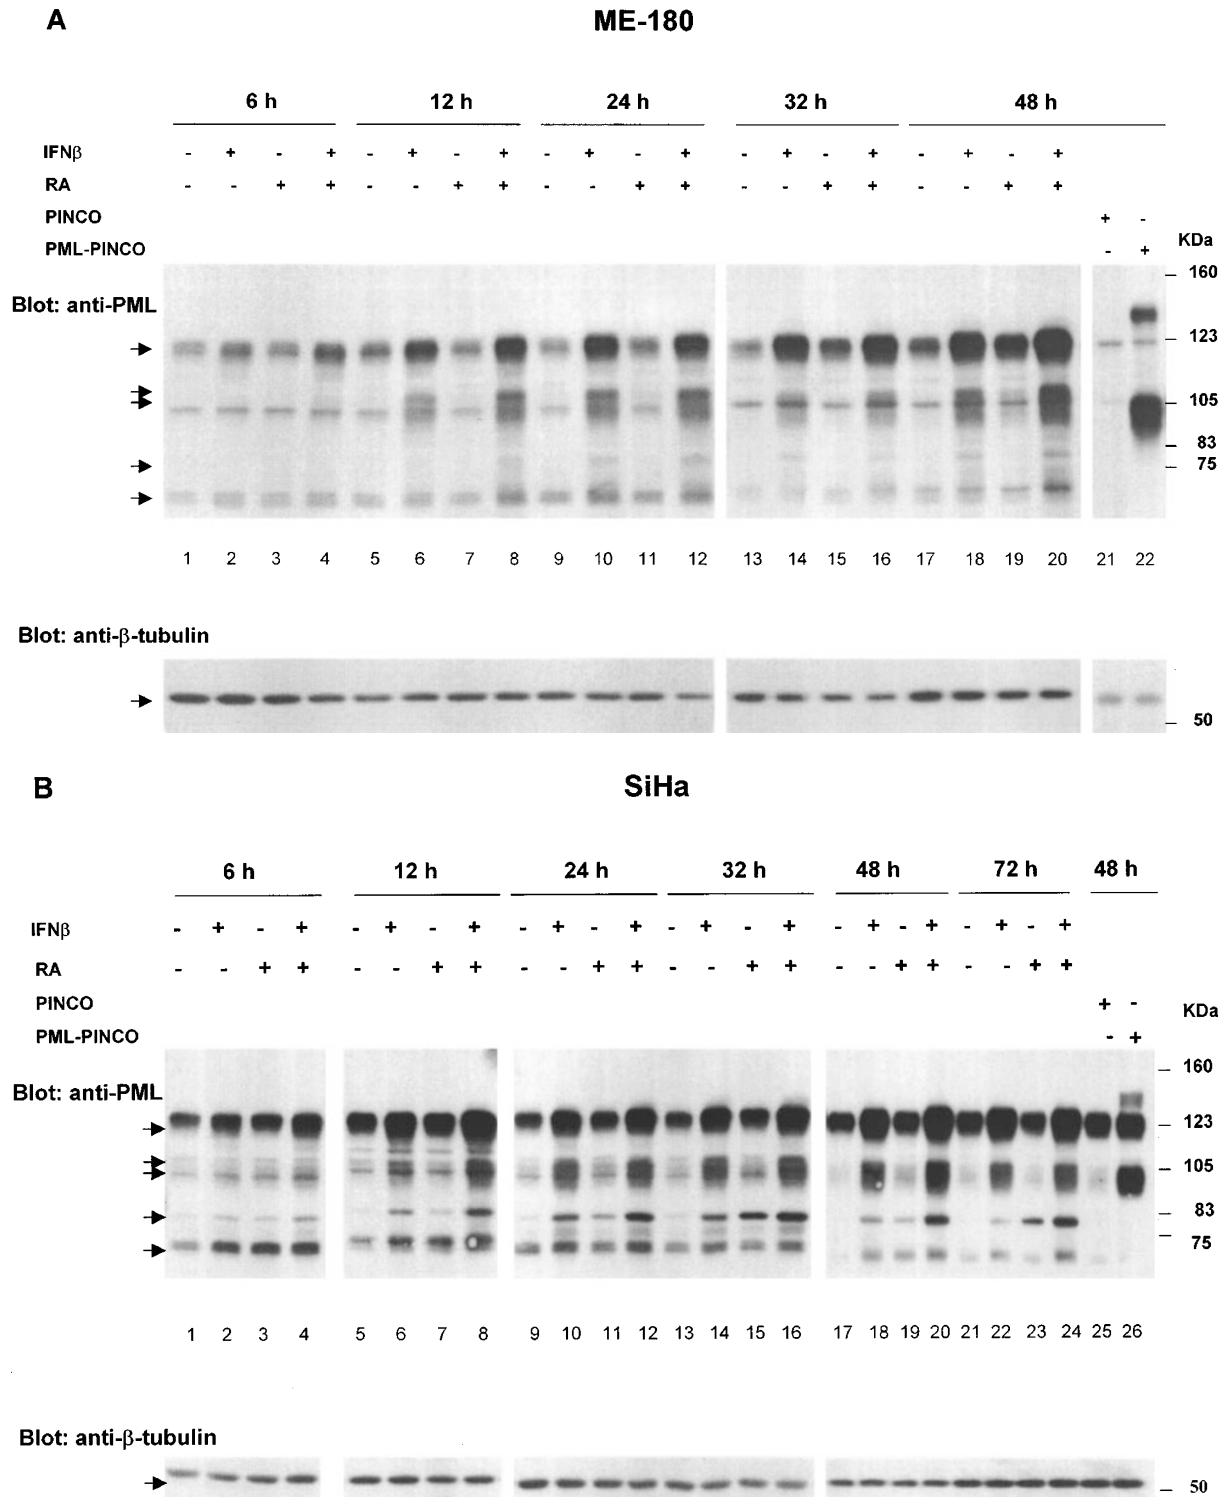 A
ME-180
6 h 12 h 24 h 32 h 48 h
IFNβ - + - + - + - + - + - + - + - + - + - +
RA - - + + - - + + - - + + - - + + - - + +
PINCO + -
PML-PINCO - +
KDa
160
Blot: anti-PML
123
105
83
75
1 2 3 4 5 6 7 8 9 10 11 12 13 14 15 16 17 18 19 20 21 22
Blot: anti-β-tubulin
50
B
SiHa
6 h 12 h 24 h 32 h 48 h 72 h 48 h
IFNβ - + - + - + - + - + - + - + - + - + - + - + - +
RA - - + + - - + + - - + + - - + + - - + + - - + +
PINCO + -
KDa
PML-PINCO - +
160
Blot: anti-PML
123
105
83
75
1 2 3 4 5 6 7 8 9 10 11 12 13 14 15 16 17 18 19 20 21 22 23 24 25 26
Blot: anti-β-tubulin
50